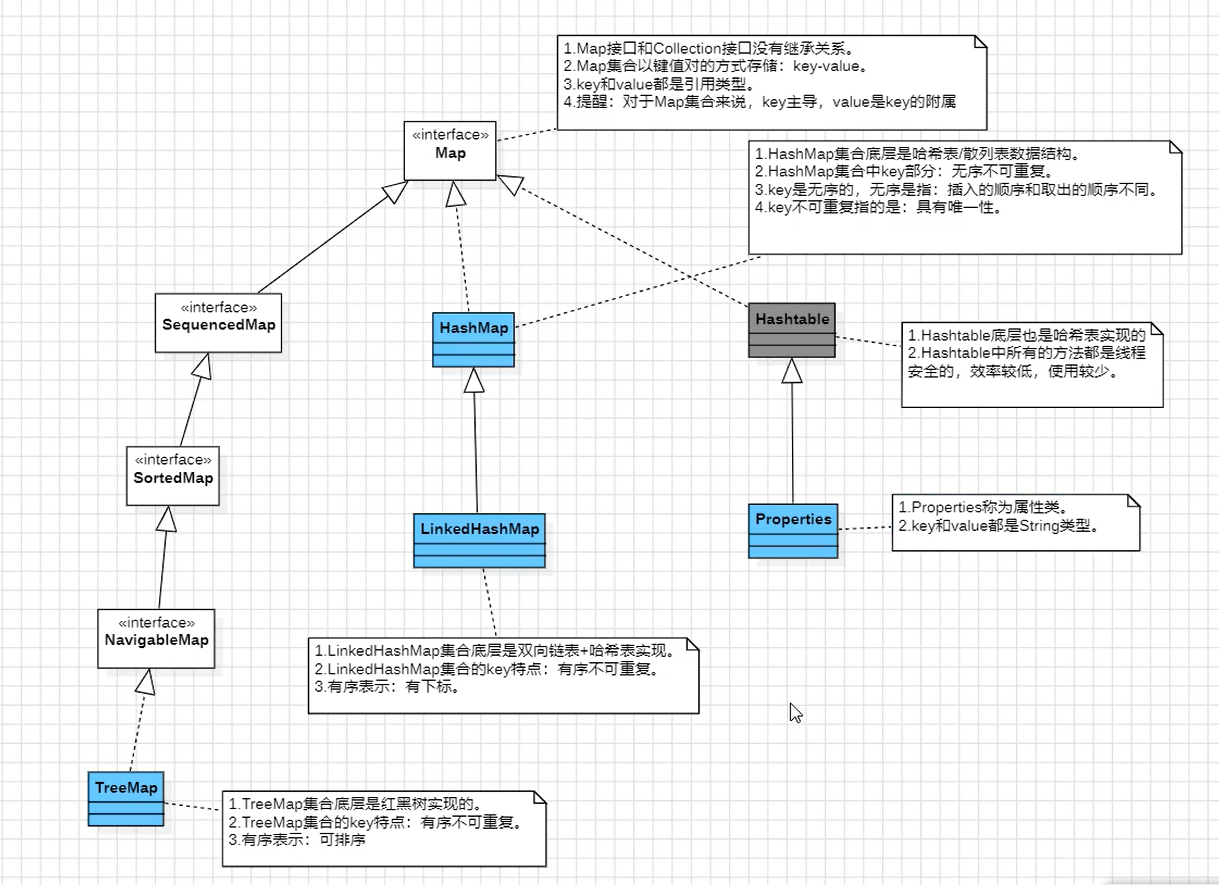 1.Map接口和Collection接口没有继承关系。
2.Map集合以键值对的方式存储：key-value。
3.key和value都是引用类型。
4.提醒：对于Map集合来说，key主导，value是key的附属
«interface»
Map
1.HashMap集合底层是哈希表/散列表数据结构。
2.HashMap集合中key部分：无序不可重复。
3.key是无序的，无序是指：插入的顺序和取出的顺序不同。
4.key不可重复指的是：具有唯一性。
«interface»
SequencedMap
HashMap
Hashtable
1.Hashtable底层也是哈希表实现的
2.Hashtable中所有的方法都是线程
安全的，效率较低，使用较少。
«interface»
SortedMap
LinkedHashMap
Properties
1.Properties称为属性类。
2.key和value都是String类型。
«interface»
NavigableMap
1.LinkedHashMap集合底层是双向链表+哈希表实现。
2.LinkedHashMap集合的key特点：有序不可重复。
3.有序表示：有下标。
TreeMap
1.TreeMap集合底层是红黑树实现的。
2.TreeMap集合的key特点：有序不可重复。
3.有序表示：可排序